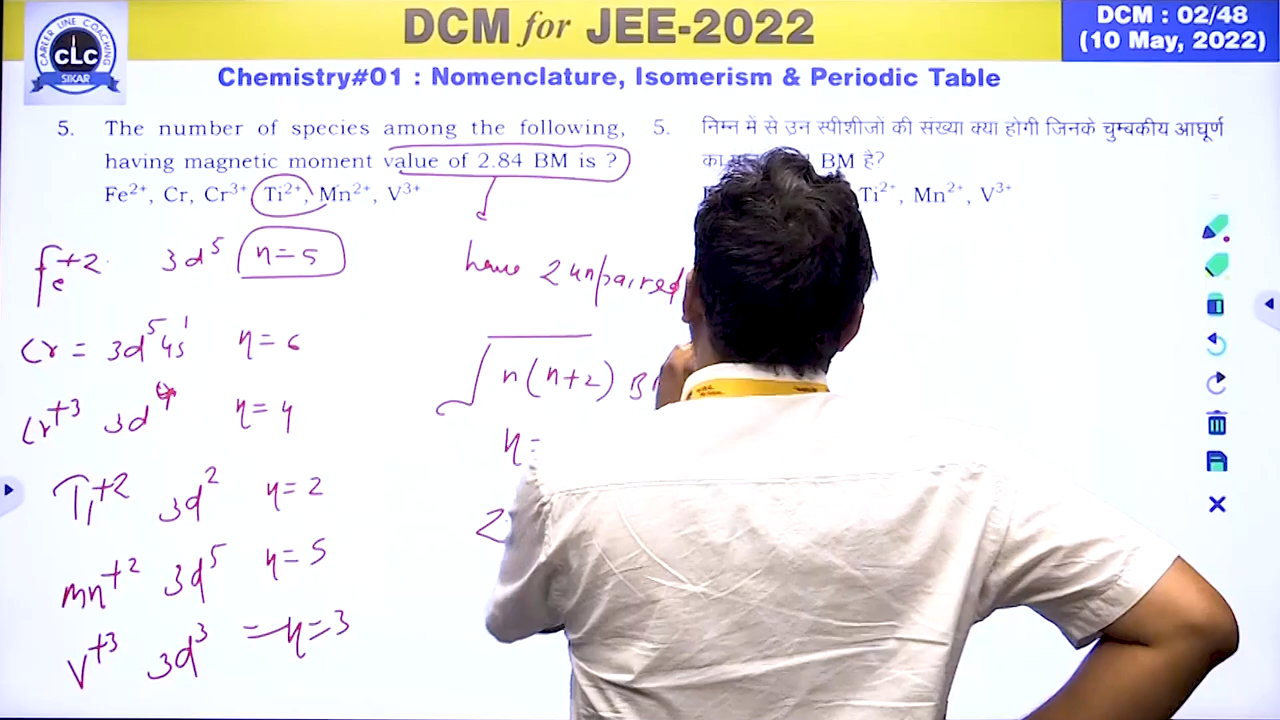 CAREER LINE COACHING
CLC
SIKAR
DCM for JEE-2022
DCM : 02/48
(10 May, 2022)
Chemistry#01 : Nomenclature, Isomerism & Periodic Table
5. The number of species among the following,
having magnetic moment value of 2.84 BM is ?
Fe²⁺, Cr, Cr³⁺ Ti²⁺, Mn²⁺, V³⁺
5. निम्न में से उन स्पीशीजों की संख्या क्या होगी जिनके चुम्बकीय आघूर्ण
का BM है?
Ti²⁺, Mn²⁺, V³⁺
fe⁺² 3d⁵ n=5
Cr = 3d⁵4s¹ n=6
Cr⁺³ 3d⁴ n=4
Ti⁺² 3d² n=2
mn⁺² 3d⁵ n=5
V⁺³ 3d³ =n=3
have 2 unpaired
√n(n+2) B
n=
2